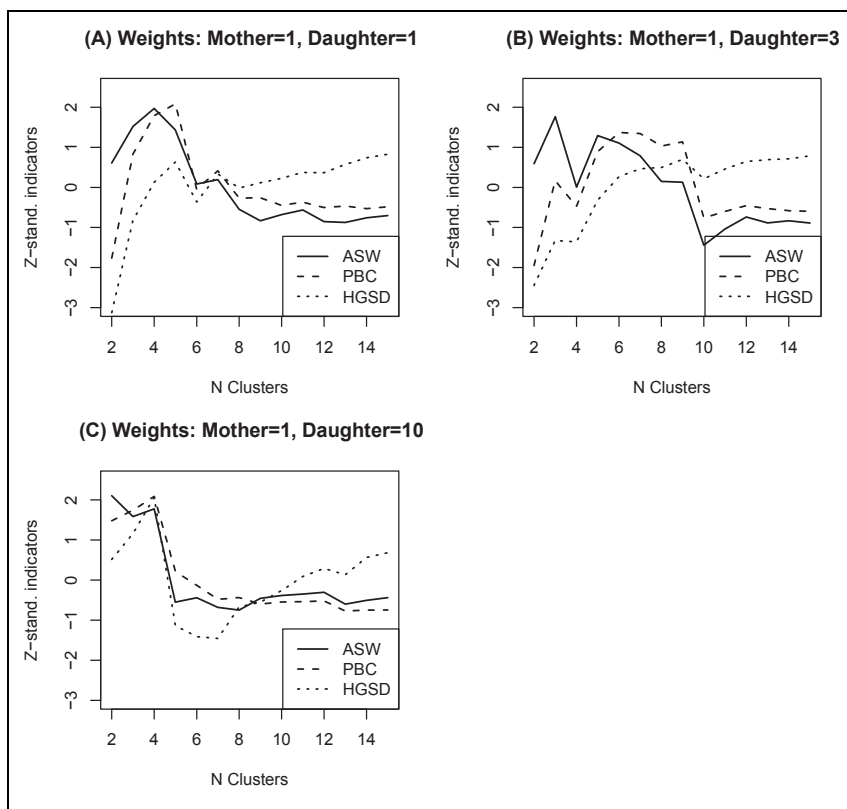 (A) Weights: Mother=1, Daughter=1
Z−stand. indicators
2
1
0
−1
−2
−3
ASW
PBC
HGSD
2 4 6 8 10 12 14
N Clusters
(B) Weights: Mother=1, Daughter=3
Z−stand. indicators
2
1
0
−1
−2
−3
ASW
PBC
HGSD
2 4 6 8 10 12 14
N Clusters
(C) Weights: Mother=1, Daughter=10
Z−stand. indicators
2
1
0
−1
−2
−3
ASW
PBC
HGSD
2 4 6 8 10 12 14
N Clusters